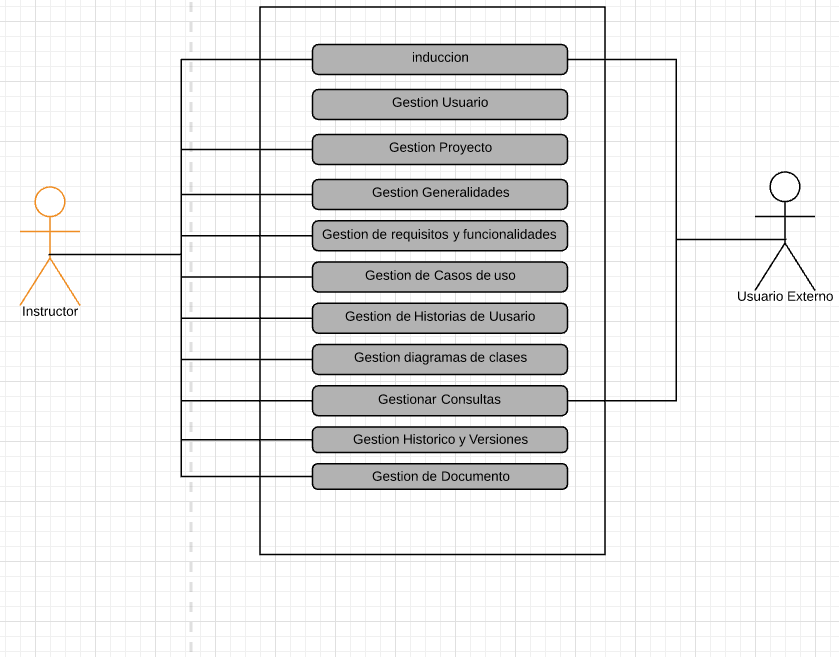 induccion
Gestion Usuario
Gestion Proyecto
Gestion Generalidades
Gestion de requisitos y funcionalidades
Gestion de Casos de uso
Gestion de Historias de Uusario
Gestion diagramas de clases
Gestionar Consultas
Gestion Historico y Versiones
Gestion de Documento
Instructor
Usuario Externo